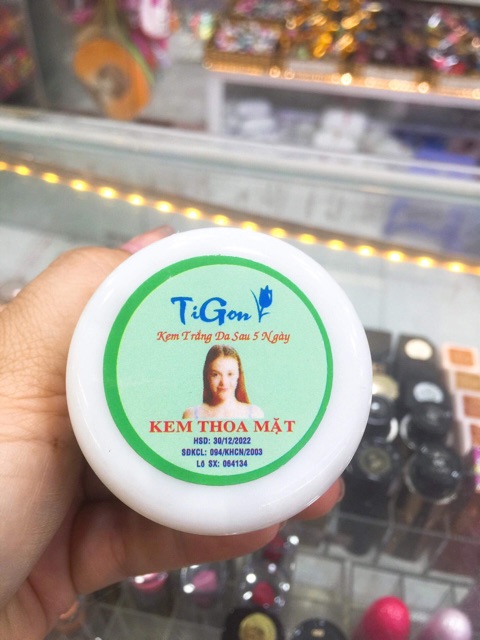 TiGon
Kem Trắng Da Sau 5 Ngày
KEM THOA MẶT
HSD: 30/12/2022
SĐKCL: 094/KHCN/2003
Lô SX: 064134